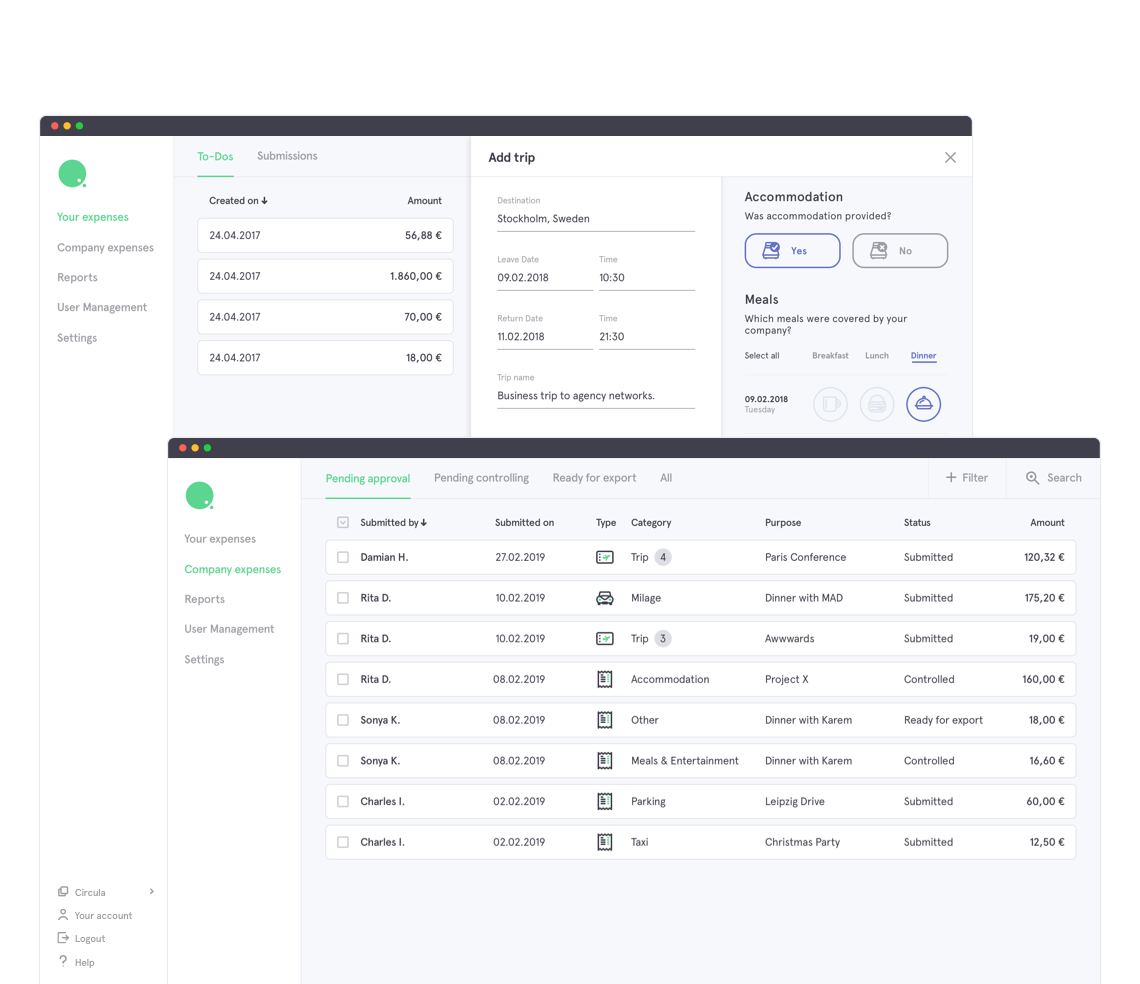 To-Dos Submissions
Add trip
Your expenses
Company expenses
Reports
User Management
Settings
Created on Amount
24.04.2017 56,88 €
24.04.2017 1.860,00 €
24.04.2017 70,00 €
24.04.2017 18,00 €
Destination
Stockholm, Sweden
Leave Date Time
09.02.2018 10:30
Return Date Time
11.02.2018 21:30
Trip name
Business trip to agency networks.
Accommodation
Was accommodation provided?
Yes No
Meals
Which meals were covered by your
company?
Select all Breakfast Lunch Dinner
09.02.2018
Tuesday
Circula
Your account
Logout
Help
Your expenses
Company expenses
Reports
User Management
Settings
Pending approval Pending controlling Ready for export All Filter Search
Submitted by Submitted on Type Category Purpose Status Amount
Damian H. 27.02.2019 Trip 4 Paris Conference Submitted 120,32 €
Rita D. 10.02.2019 Milage Dinner with MAD Submitted 175,20 €
Rita D. 10.02.2019 Trip 3 Awwwards Submitted 19,00 €
Rita D. 08.02.2019 Accommodation Project X Controlled 160,00 €
Sonya K. 08.02.2019 Other Dinner with Karem Ready for export 18,00 €
Sonya K. 08.02.2019 Meals & Entertainment Dinner with Karem Controlled 16,60 €
Charles I. 02.02.2019 Parking Leipzig Drive Submitted 60,00 €
Charles I. 02.02.2019 Taxi Christmas Party Submitted 12,50 €